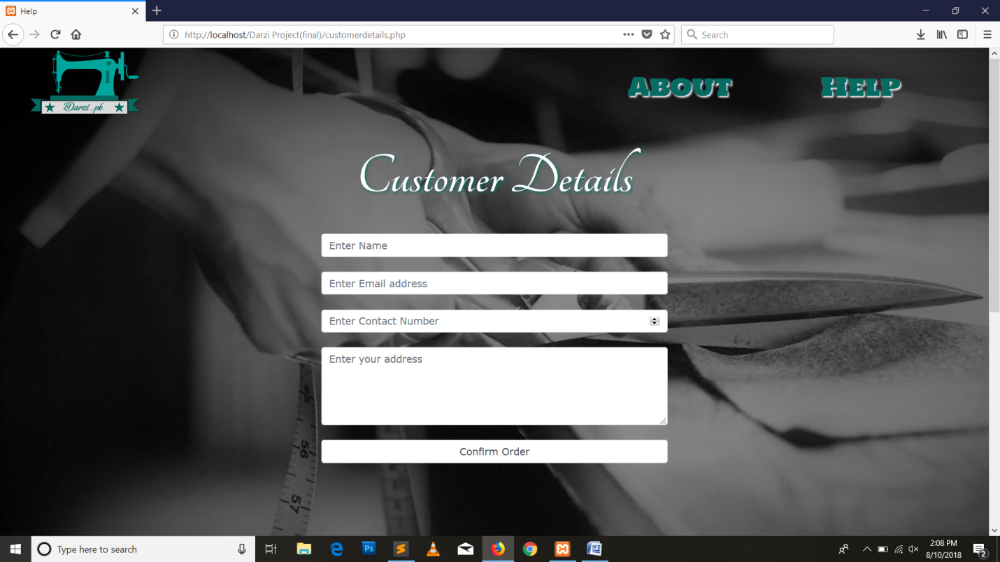 Help
http://localhost/Darzi Project(final)/customerdetails.php
Search
Darzi .pk
About
Help
Customer Details
Enter Name
Enter Email address
Enter Contact Number
Enter your address
Confirm Order
55
56
57
Type here to search
Ps
2:08 PM
8/10/2018
2